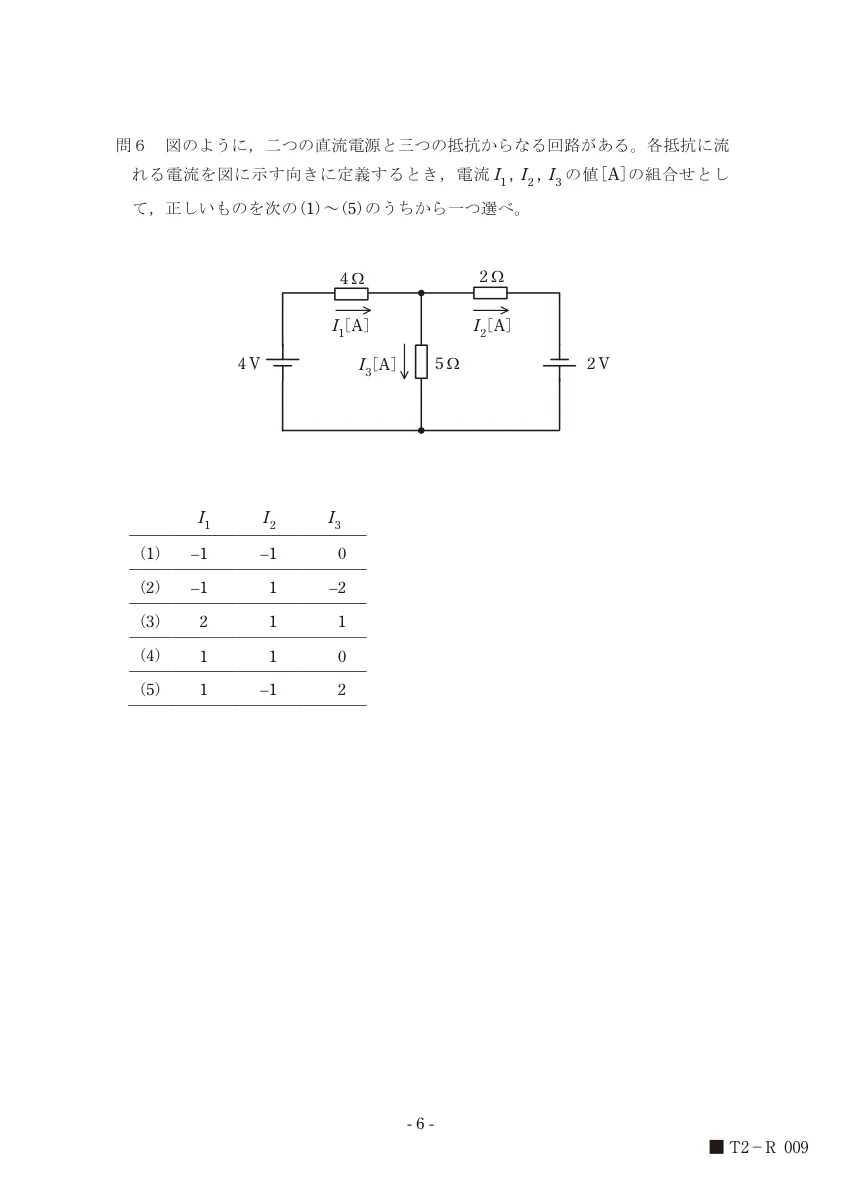 問６　図のように，二つの直流電源と三つの抵抗からなる回路がある。各抵抗に流
れる電流を図に示す向きに定義するとき，電流 I1, I2, I3 の値[A]の組合せとし
て，正しいものを次の(1)～(5)のうちから一つ選べ。
4Ω 2Ω
I1[A] I2[A]
4V I3[A] 5Ω 2V
I1 I2 I3
(1) –1 –1 0
(2) –1 1 –2
(3) 2 1 1
(4) 1 1 0
(5) 1 –1 2
- 6 -
■ T2－R 009